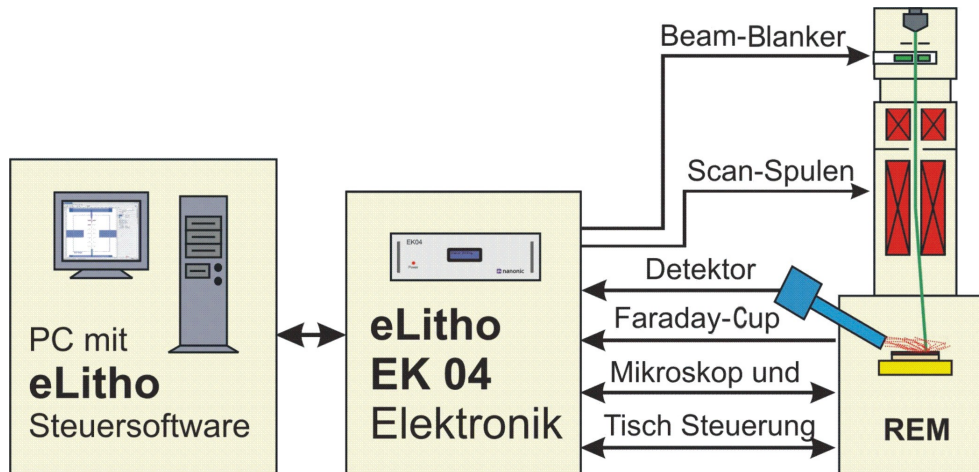 Beam-Blanker
Scan-Spulen
Detektor
Faraday-Cup
Mikroskop und
Tisch Steuerung
PC mit
eLitho
Steuersoftware
EK04
nanonic
eLitho
EK 04
Elektronik
REM